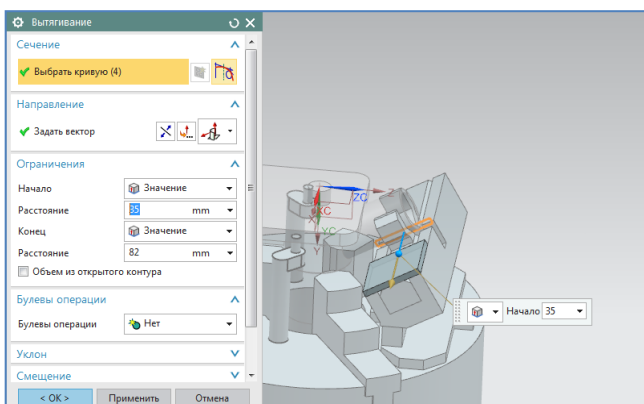 Вытягивание
Сечение
Выбрать кривую (4)
Направление
Задать вектор
Ограничения
Начало Значение
Расстояние 35 mm
Конец Значение
Расстояние 82 mm
Объем из открытого контура
Булевы операции
Булевы операции Нет
Уклон
Смещение
< OK > Применить Отмена
Z
ZC
XC
X
YC
Y
Начало 35